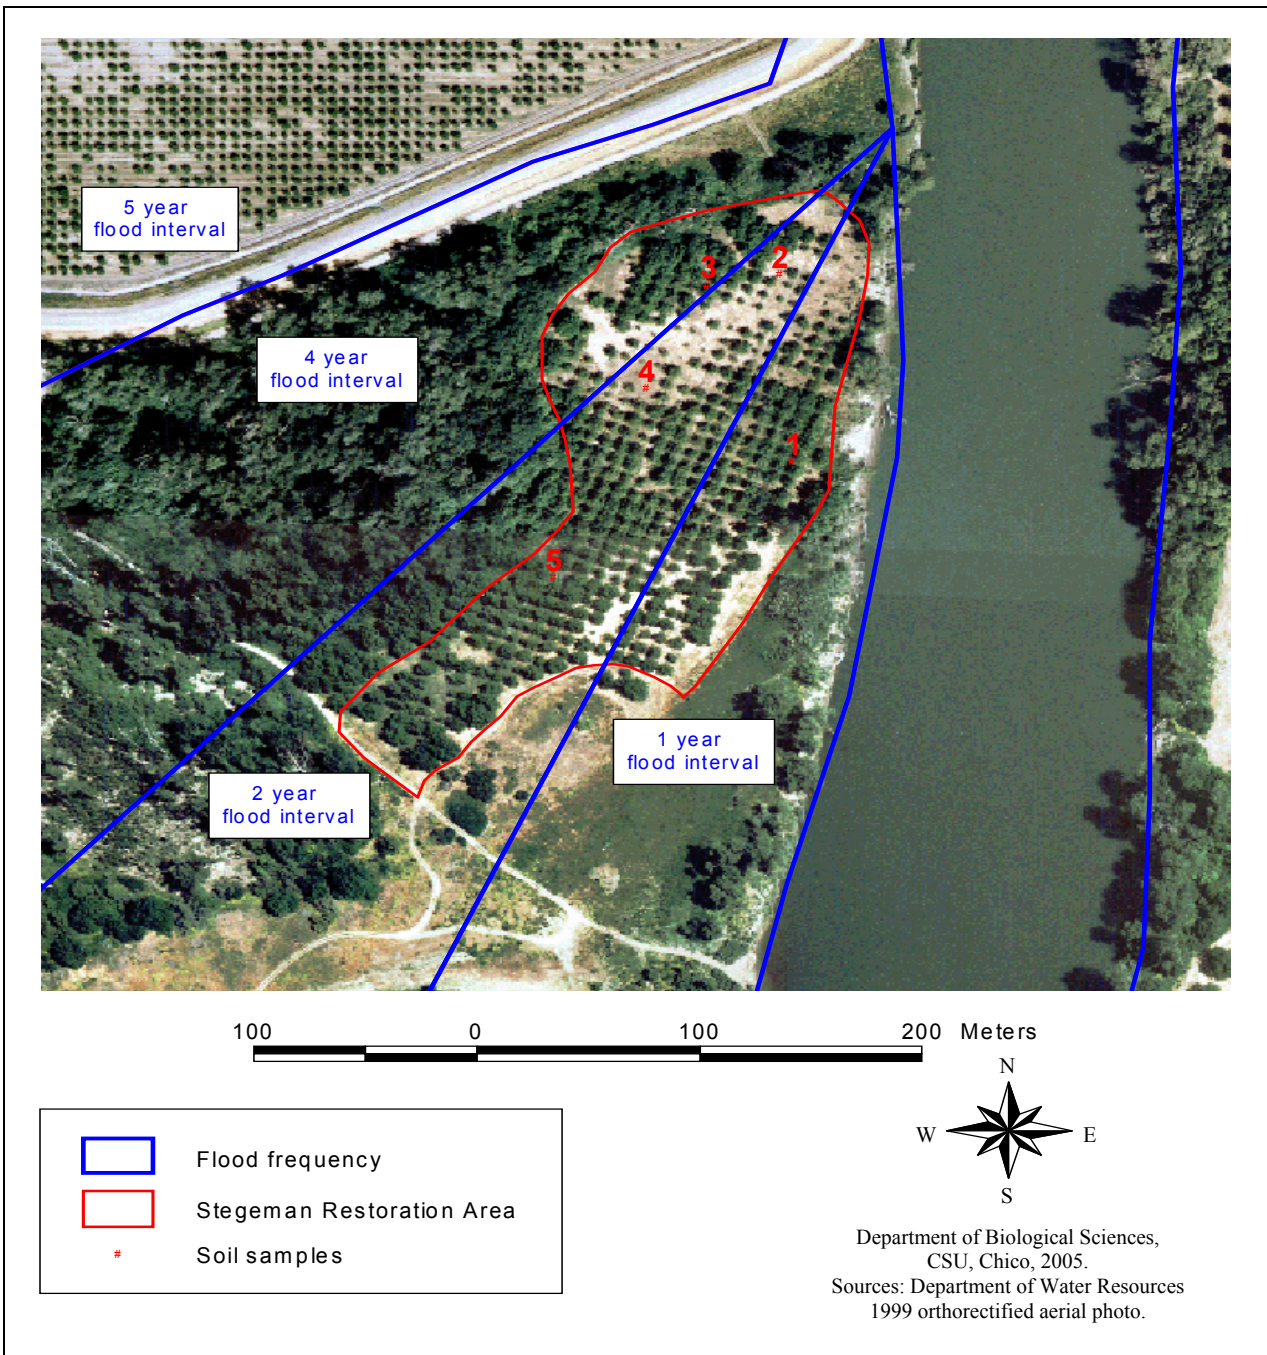 5 year
flood interval
3
2
4 year
flood interval
4
1
5
1 year
flood interval
2 year
flood interval
100 0 100 200 Meters
N
W E
S
Flood frequency
Stegeman Restoration Area
# Soil samples
Department of Biological Sciences,
CSU, Chico, 2005.
Sources: Department of Water Resources
1999 orthorectified aerial photo.